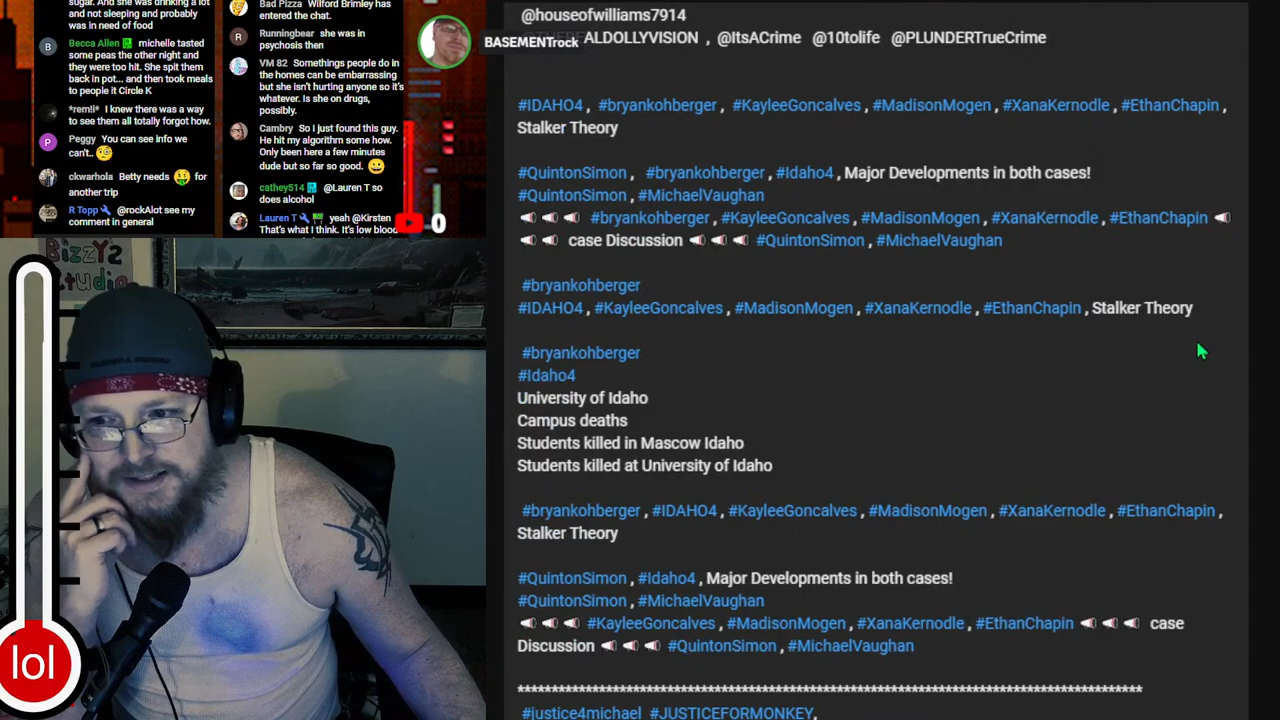 sugar. And she was drinking a lot
and not sleeping and probably
was in need of food
B Becca Allen michelle tasted
some peas the other night and
they were too hit. She spit them
back in pot... and then took meals
to people it Circle K
*remli* I knew there was a way
to see them all totally forgot how.
P Peggy You can see info we
can't..
ckwarhola Betty needs for
another trip
R Topp @rockAlot see my
comment in general
Bad Pizza Wilford Brimley has
entered the chat.
R Runningbear she was in
psychosis then
VM 82 Somethings people do in
the homes can be embarrassing
but she isn't hurting anyone so it's
whatever. Is she on drugs,
possibly.
Cambry So I just found this guy.
He hit my algorithm some how.
Only been here a few minutes
dude but so far so good.
cathey514 @Lauren T so
does alcohol
Lauren T yeah @Kirsten
That's what I think. It's low blood
0
BASEMENTrock
BizzYs
Studio
lol
@houseofwilliams7914
ALDOLLYVISION , @ItsACrime @10tolife @PLUNDERTrueCrime
#IDAHO4 , #bryankohberger , #KayleeGoncalves , #MadisonMogen , #XanaKernodle , #EthanChapin ,
Stalker Theory
#QuintonSimon , #bryankohberger , #Idaho4 , Major Developments in both cases!
#QuintonSimon , #MichaelVaughan
#bryankohberger , #KayleeGoncalves , #MadisonMogen , #XanaKernodle , #EthanChapin
case Discussion #QuintonSimon , #MichaelVaughan
#bryankohberger
#IDAHO4 , #KayleeGoncalves , #MadisonMogen , #XanaKernodle , #EthanChapin , Stalker Theory
#bryankohberger
#Idaho4
University of Idaho
Campus deaths
Students killed in Mascow Idaho
Students killed at University of Idaho
#bryankohberger , #IDAHO4 , #KayleeGoncalves , #MadisonMogen , #XanaKernodle , #EthanChapin ,
Stalker Theory
#QuintonSimon , #Idaho4 , Major Developments in both cases!
#QuintonSimon , #MichaelVaughan
#KayleeGoncalves , #MadisonMogen , #XanaKernodle , #EthanChapin case
Discussion #QuintonSimon , #MichaelVaughan
#justice4michael #JUSTICEFORMONKEY,